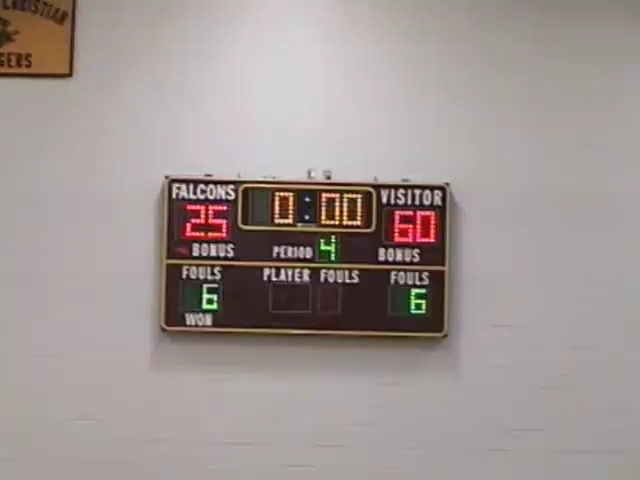 CHRISTIAN
GERS
FALCONS 0:00 VISITOR
25 60
BONUS PERIOD 4 BONUS
FOULS PLAYER FOULS FOULS
6 6
WON